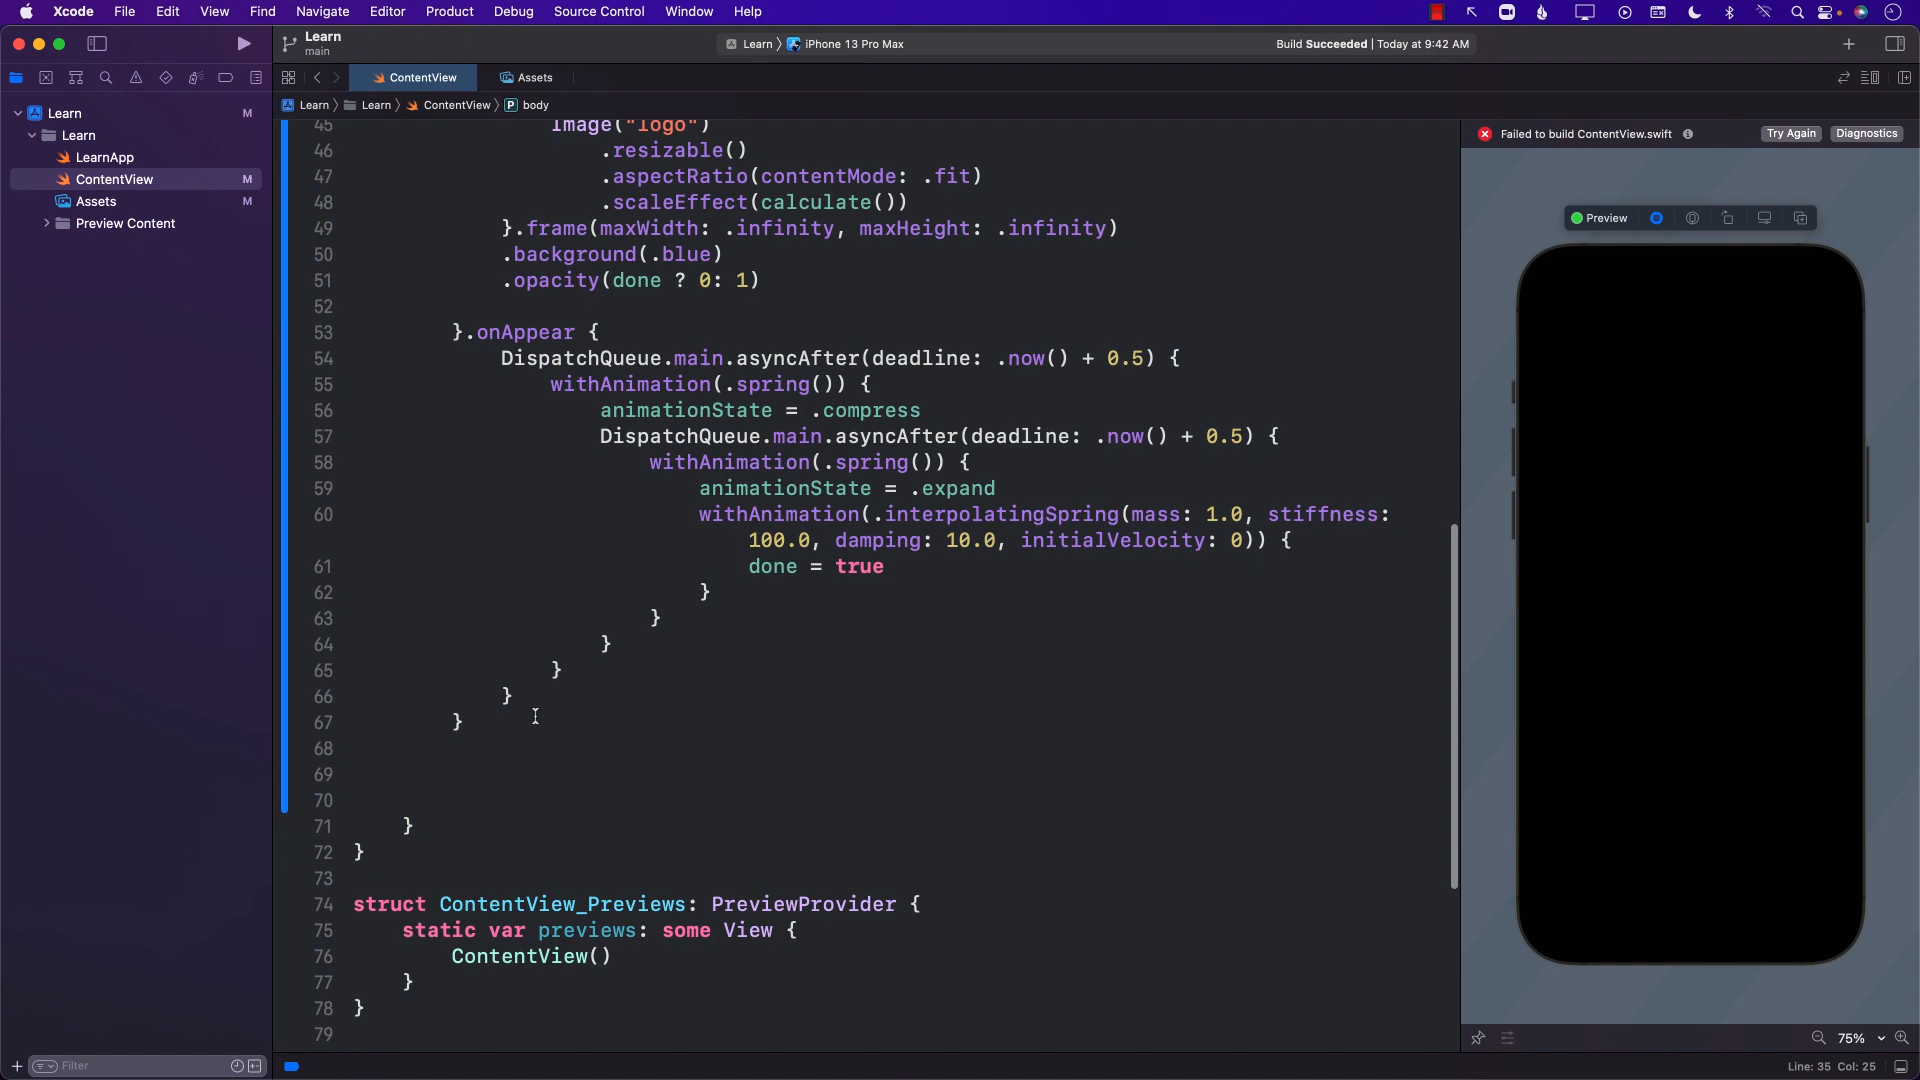 Xcode File Edit View Find Navigate Editor Product Debug Source Control Window Help
Learn
main
Learn 〉 iPhone 13 Pro Max
Build Succeeded | Today at 9:42 AM
ContentView
Assets
Learn 〉 Learn 〉 ContentView 〉 P body
Learn M
Learn
LearnApp
ContentView M
Assets M
Preview Content
Failed to build ContentView.swift
Try Again
Diagnostics
Preview
45 Image("logo")
46 .resizable()
47 .aspectRatio(contentMode: .fit)
48 .scaleEffect(calculate())
49 }.frame(maxWidth: .infinity, maxHeight: .infinity)
50 .background(.blue)
51 .opacity(done ? 0: 1)
52
53 }.onAppear {
54 DispatchQueue.main.asyncAfter(deadline: .now() + 0.5) {
55 withAnimation(.spring()) {
56 animationState = .compress
57 DispatchQueue.main.asyncAfter(deadline: .now() + 0.5) {
58 withAnimation(.spring()) {
59 animationState = .expand
60 withAnimation(.interpolatingSpring(mass: 1.0, stiffness:
100.0, damping: 10.0, initialVelocity: 0)) {
61 done = true
62 }
63 }
64 }
65 }
66 }
67 }
68
69
70
71 }
72 }
73
74 struct ContentView_Previews: PreviewProvider {
75 static var previews: some View {
76 ContentView()
77 }
78 }
79
Filter
75%
Line: 35 Col: 25